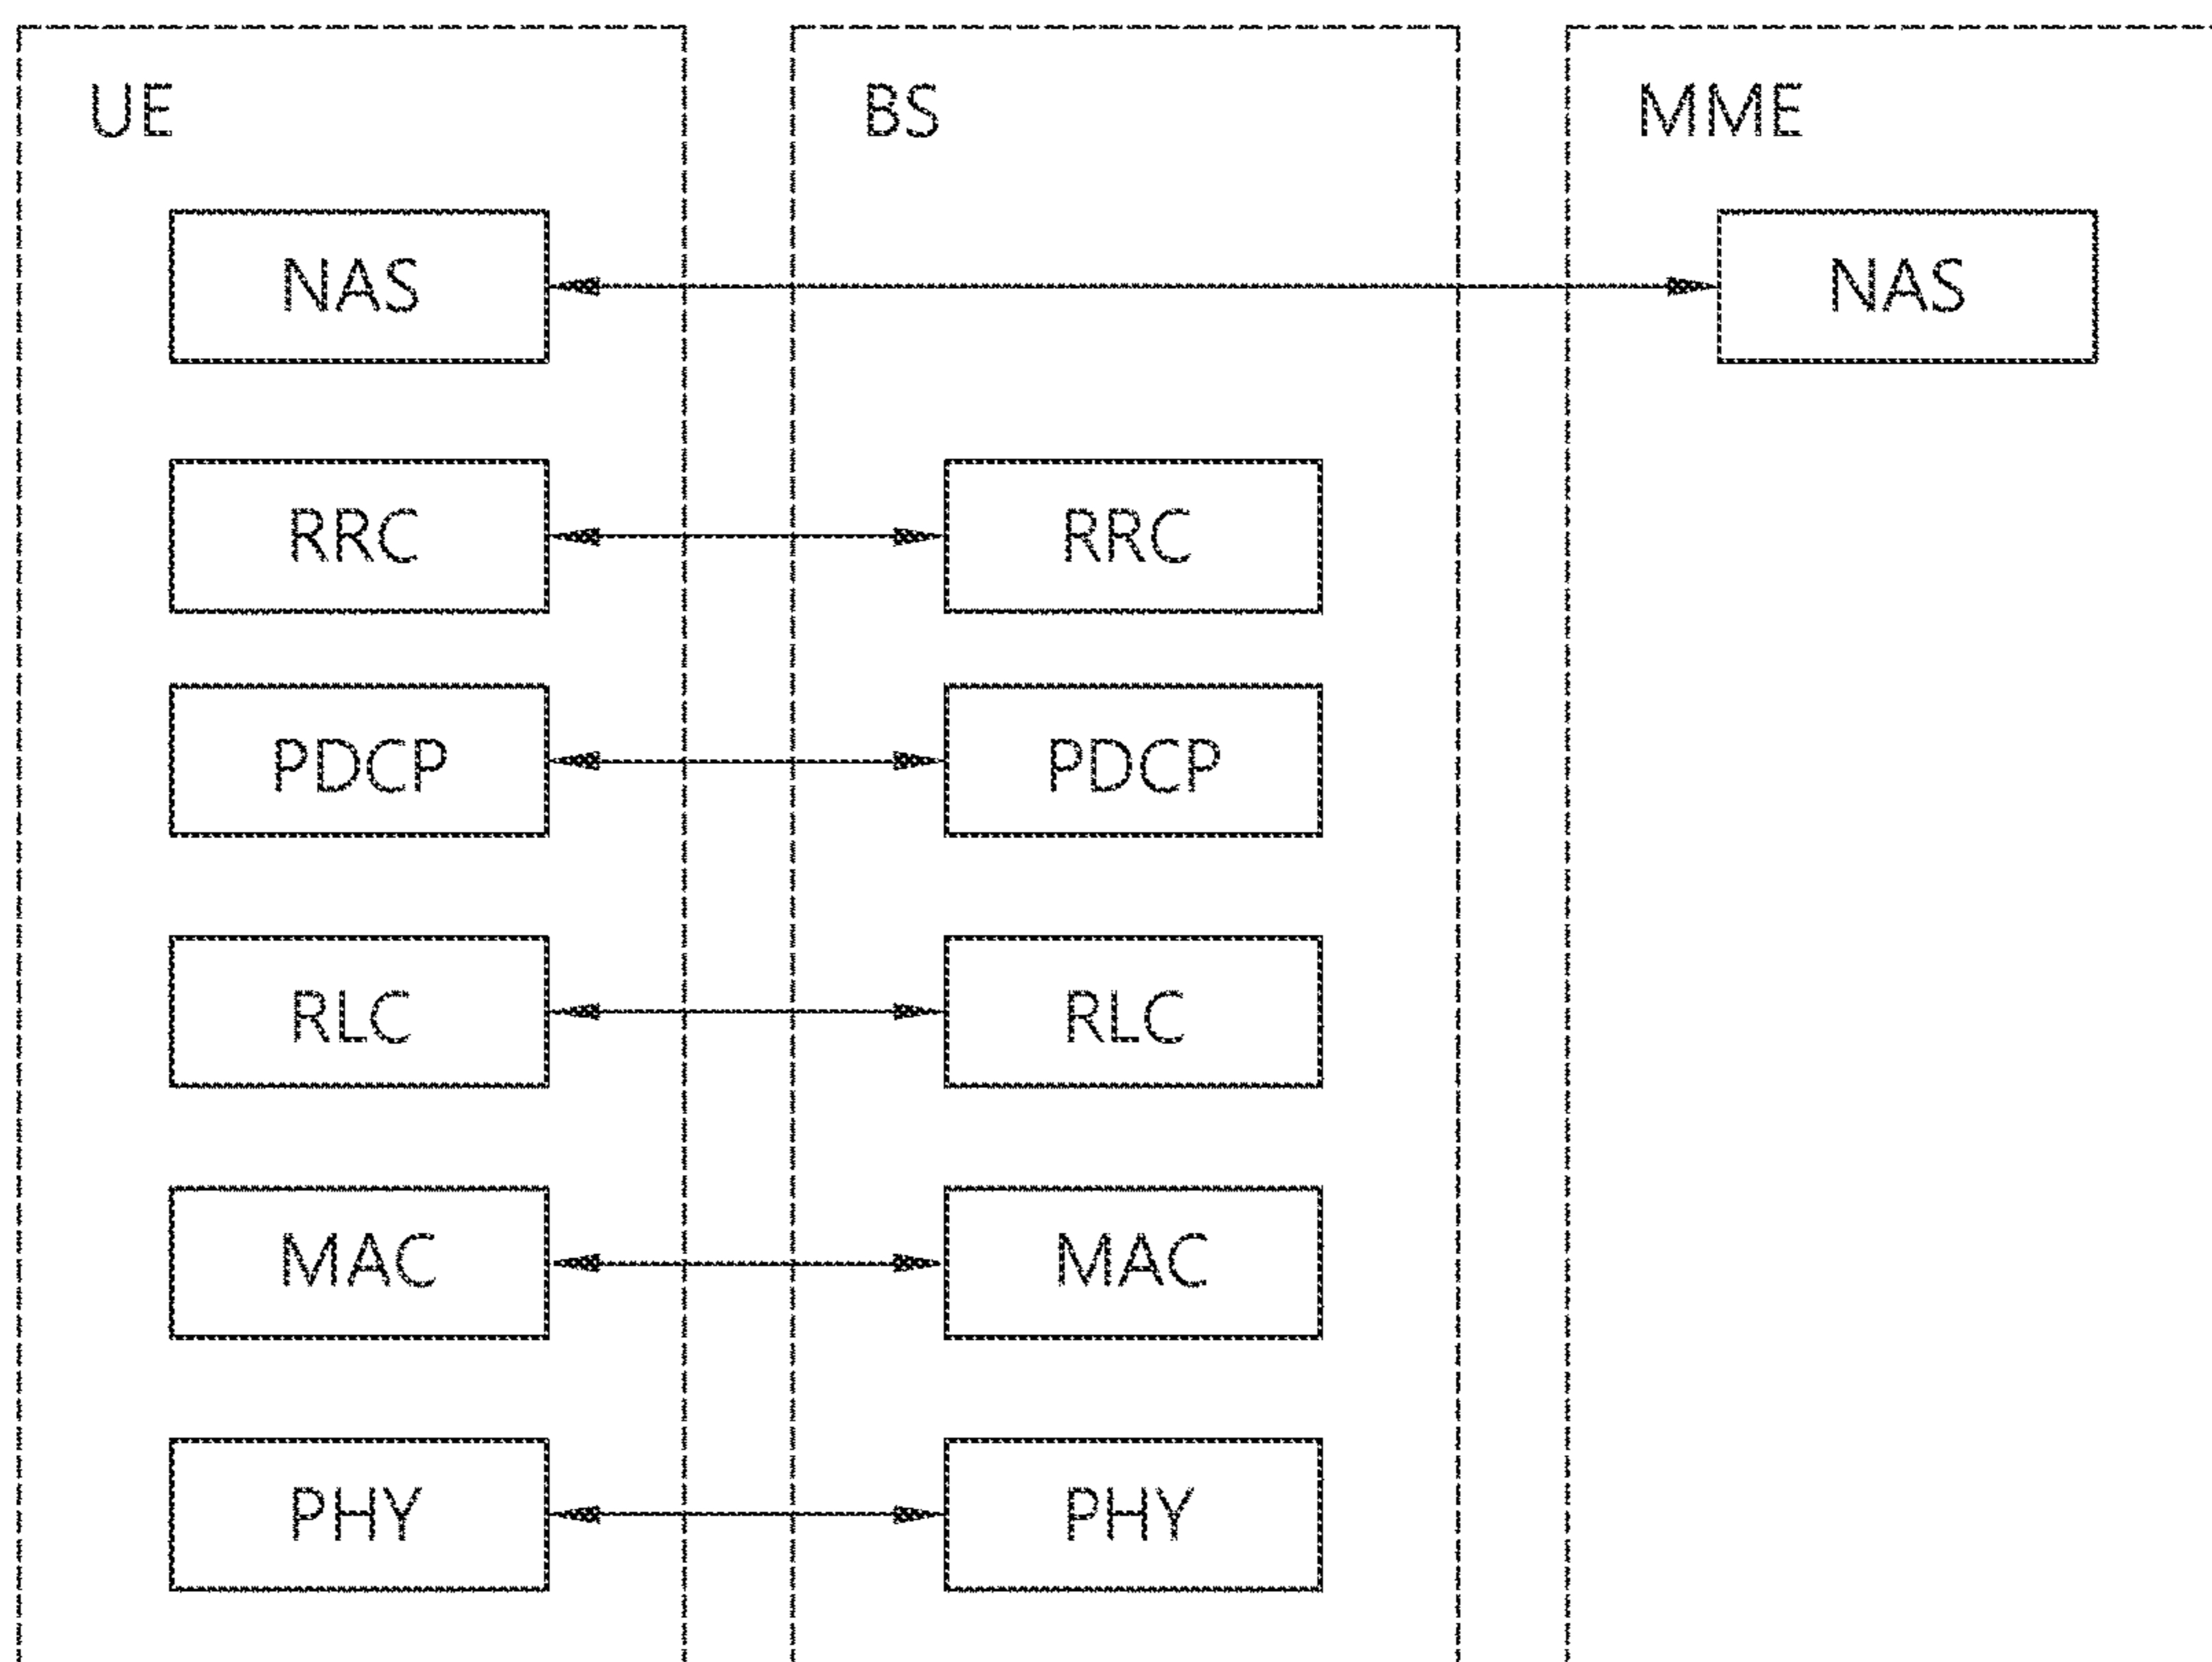 UE BS MME
NAS NAS
RRC RRC
PDCP PDCP
RLC RLC
MAC MAC
PHY PHY